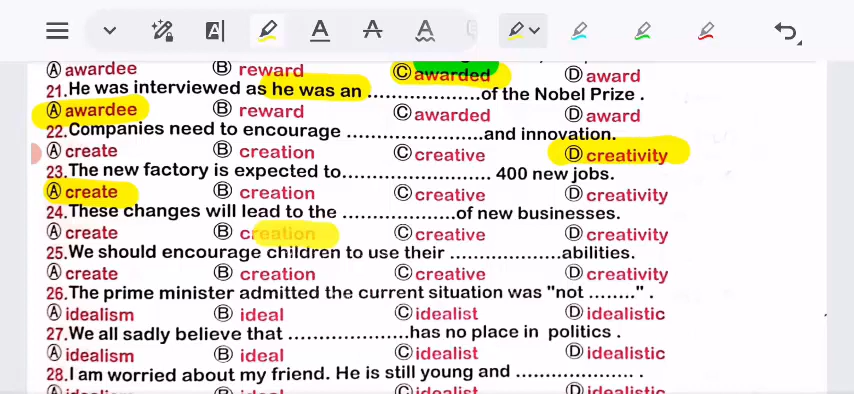 Ⓐ awardee Ⓑ reward Ⓒ awarded Ⓓ award
21.He was interviewed as he was an ....................of the Nobel Prize .
Ⓐ awardee Ⓑ reward Ⓒ awarded Ⓓ award
22.Companies need to encourage ........................and innovation.
Ⓐ create Ⓑ creation Ⓒ creative Ⓓ creativity
23.The new factory is expected to..................... 400 new jobs.
Ⓐ create Ⓑ creation Ⓒ creative Ⓓ creativity
24.These changes will lead to the ....................of new businesses.
Ⓐ create Ⓑ creation Ⓒ creative Ⓓ creativity
25.We should encourage children to use their ....................abilities.
Ⓐ create Ⓑ creation Ⓒ creative Ⓓ creativity
26.The prime minister admitted the current situation was "not ........" .
Ⓐ idealism Ⓑ ideal Ⓒ idealist Ⓓ idealistic
27.We all sadly believe that .....................has no place in politics .
Ⓐ idealism Ⓑ ideal Ⓒ idealist Ⓓ idealistic
28.I am worried about my friend. He is still young and ..................... .
Ⓐ idealism Ⓑ ideal Ⓒ idealist Ⓓ idealistic